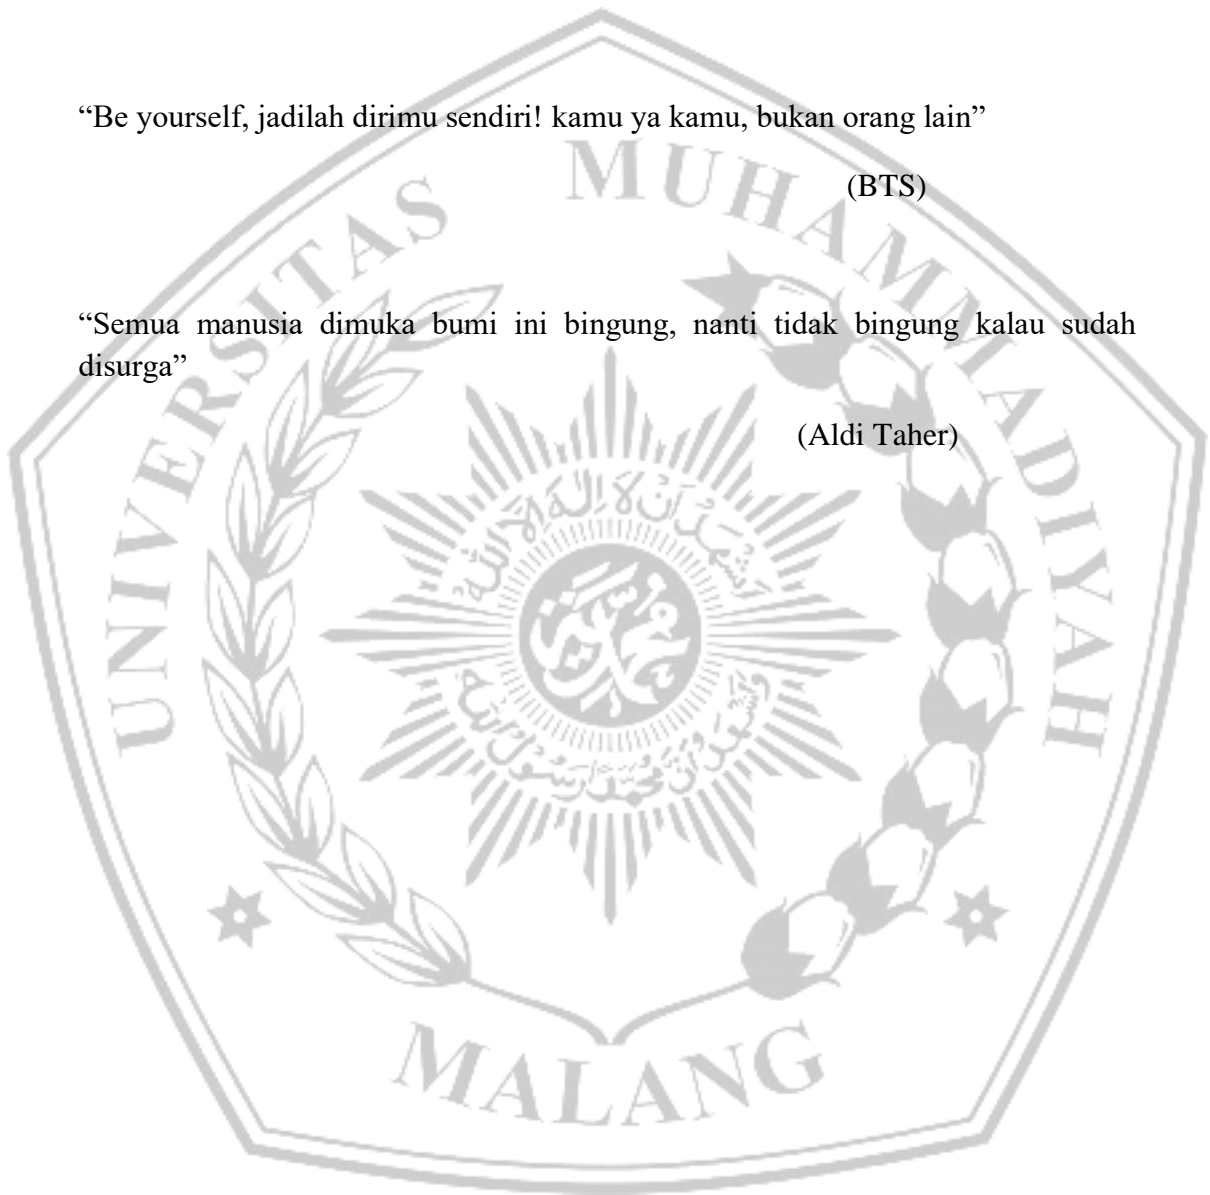 “Be yourself, jadilah dirimu sendiri! kamu ya kamu, bukan orang lain”
(BTS)
“Semua manusia dimuka bumi ini bingung, nanti tidak bingung kalau sudah
disurga”
(Aldi Taher)
UNIVERSITAS MUHAMMADIYAH
MALANG